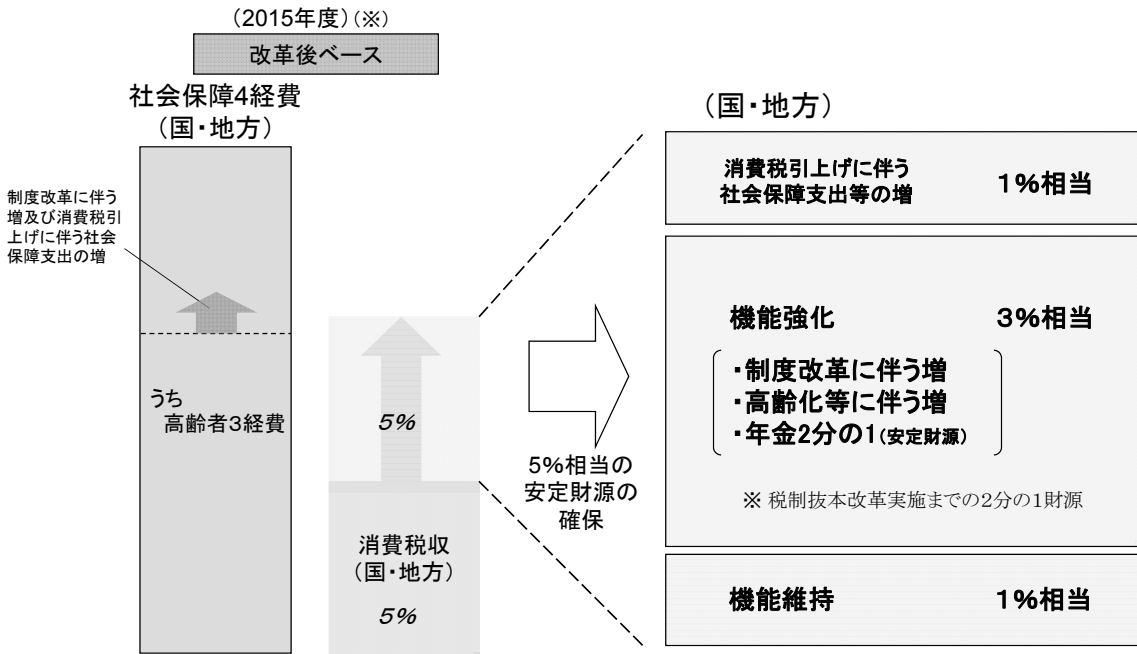 （2015年度）（※）
改革後ベース
社会保障4経費
（国・地方）
制度改革に伴う
増及び消費税引
上げに伴う社会
保障支出の増
うち
高齢者3経費
5%
消費税収
（国・地方）
5%
5%相当の
安定財源の
確保
（国・地方）
消費税引上げに伴う
社会保障支出等の増
1%相当
機能強化 3%相当
・制度改革に伴う増
・高齢化等に伴う増
・年金2分の1（安定財源）
※ 税制抜本改革実施までの2分の1財源
機能維持 1%相当